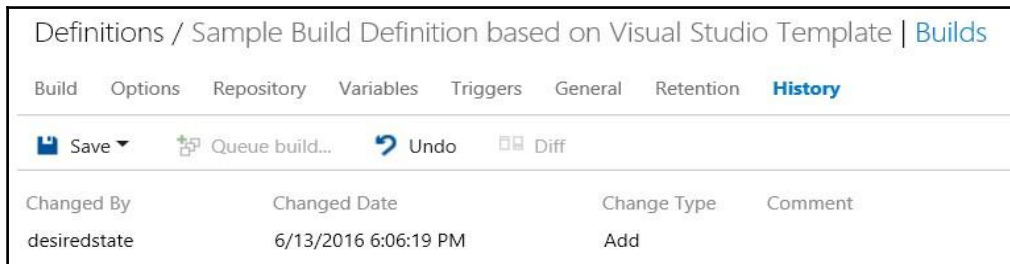 Definitions / Sample Build Definition based on Visual Studio Template | Builds
Build Options Repository Variables Triggers General Retention History
Save Queue build... Undo Diff
Changed By Changed Date Change Type Comment
desiredstate 6/13/2016 6:06:19 PM Add